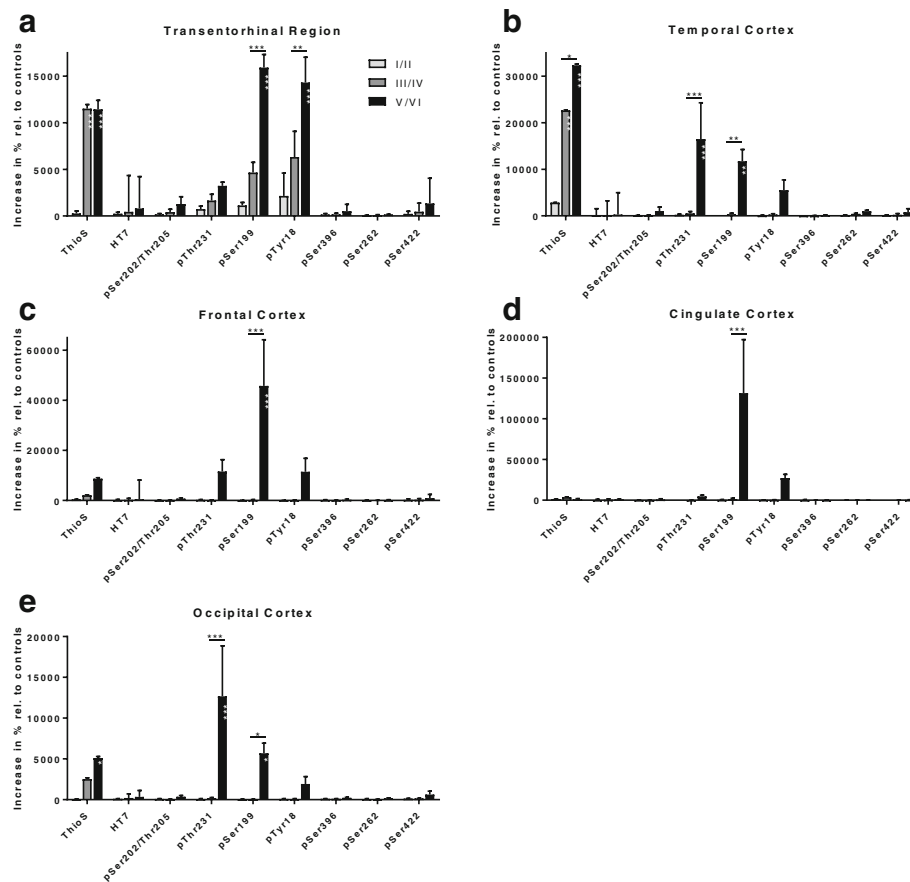 a
Transentorhinal Region
Increase in % rel. to controls
15000
10000
5000
0
***
**
***
***
***
***
I/II
III/IV
V/VI
ThioS
HT7
pSer202/Thr205
pThr231
pSer199
pTyr18
pSer396
pSer262
pSer422
b
Temporal Cortex
Increase in % rel. to controls
30000
20000
10000
0
*
***
**
***
***
***
**
ThioS
HT7
pSer202/Thr205
pThr231
pSer199
pTyr18
pSer396
pSer262
pSer422
c
Frontal Cortex
Increase in % rel. to controls
60000
40000
20000
0
***
***
ThioS
HT7
pSer202/Thr205
pThr231
pSer199
pTyr18
pSer396
pSer262
pSer422
d
Cingulate Cortex
Increase in % rel. to controls
200000
150000
100000
50000
0
***
ThioS
HT7
pSer202/Thr205
pThr231
pSer199
pTyr18
pSer396
pSer262
pSer422
e
Occipital Cortex
Increase in % rel. to controls
20000
15000
10000
5000
0
***
*
*
***
*
ThioS
HT7
pSer202/Thr205
pThr231
pSer199
pTyr18
pSer396
pSer262
pSer422